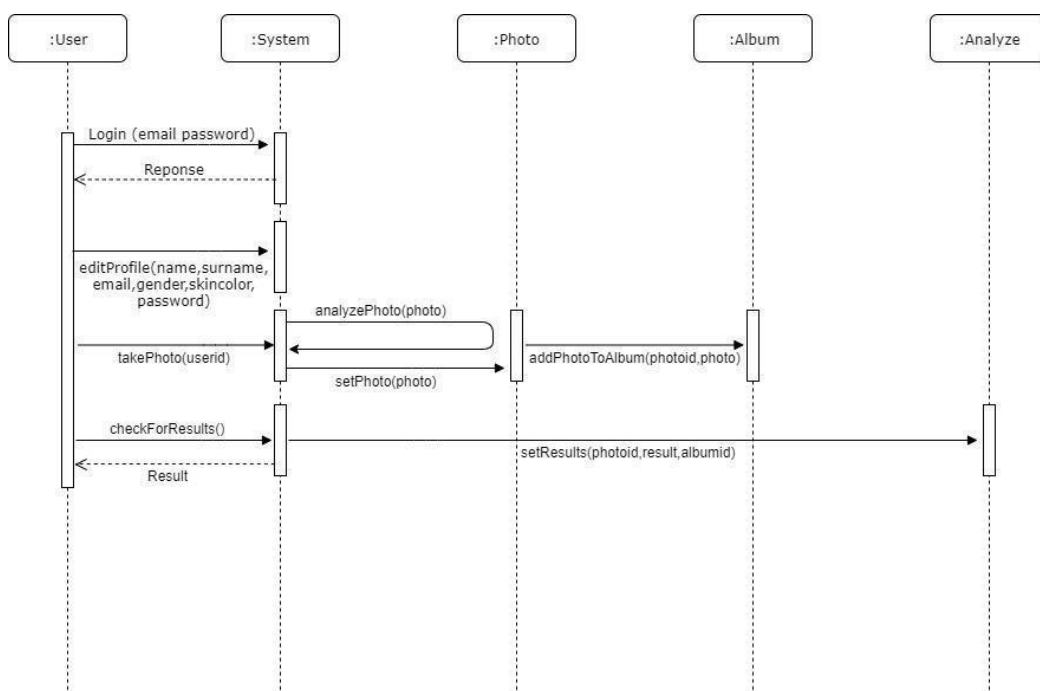 :User
:System
:Photo
:Album
:Analyze
Login (email password)
Reponse
editProfile(name,surname,
email,gender,skincolor,
password)
analyzePhoto(photo)
takePhoto(userid)
addPhotoToAlbum(photoid,photo)
setPhoto(photo)
checkForResults()
setResults(photoid,result,albumid)
Result